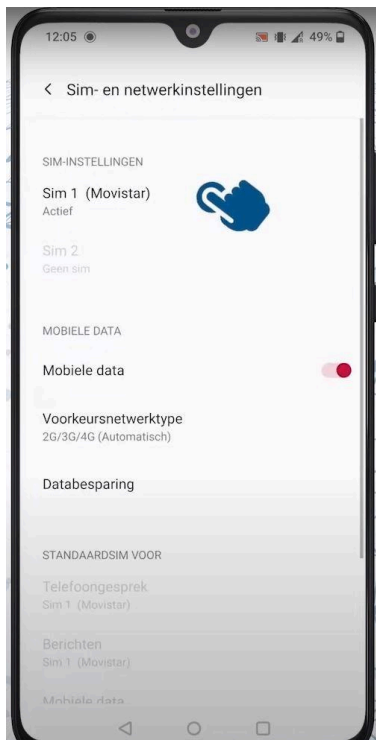 12:05
49%
Sim- en netwerkinstellingen
SIM-INSTELLINGEN
Sim 1 (Movistar)
Actief
Sim 2
Geen sim
MOBIELE DATA
Mobiele data
Voorkeursnetwerktype
2G/3G/4G (Automatisch)
Databesparing
STANDAARDSIM VOOR
Telefoongesprek
Sim 1 (Movistar)
Berichten
Sim 1 (Movistar)
Mobiele data